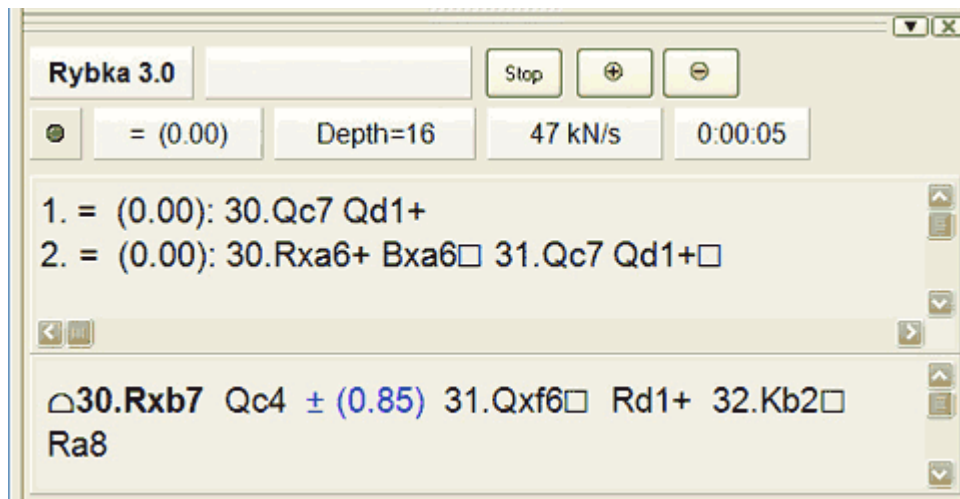 Rybka 3.0
Stop
= (0.00) Depth=16 47 kN/s 0:00:05
1. = (0.00): 30.Qc7 Qd1+
2. = (0.00): 30.Rxa6+ Bxa6□ 31.Qc7 Qd1+□
⌓30.Rxb7 Qc4 ± (0.85) 31.Qxf6□ Rd1+ 32.Kb2□
Ra8